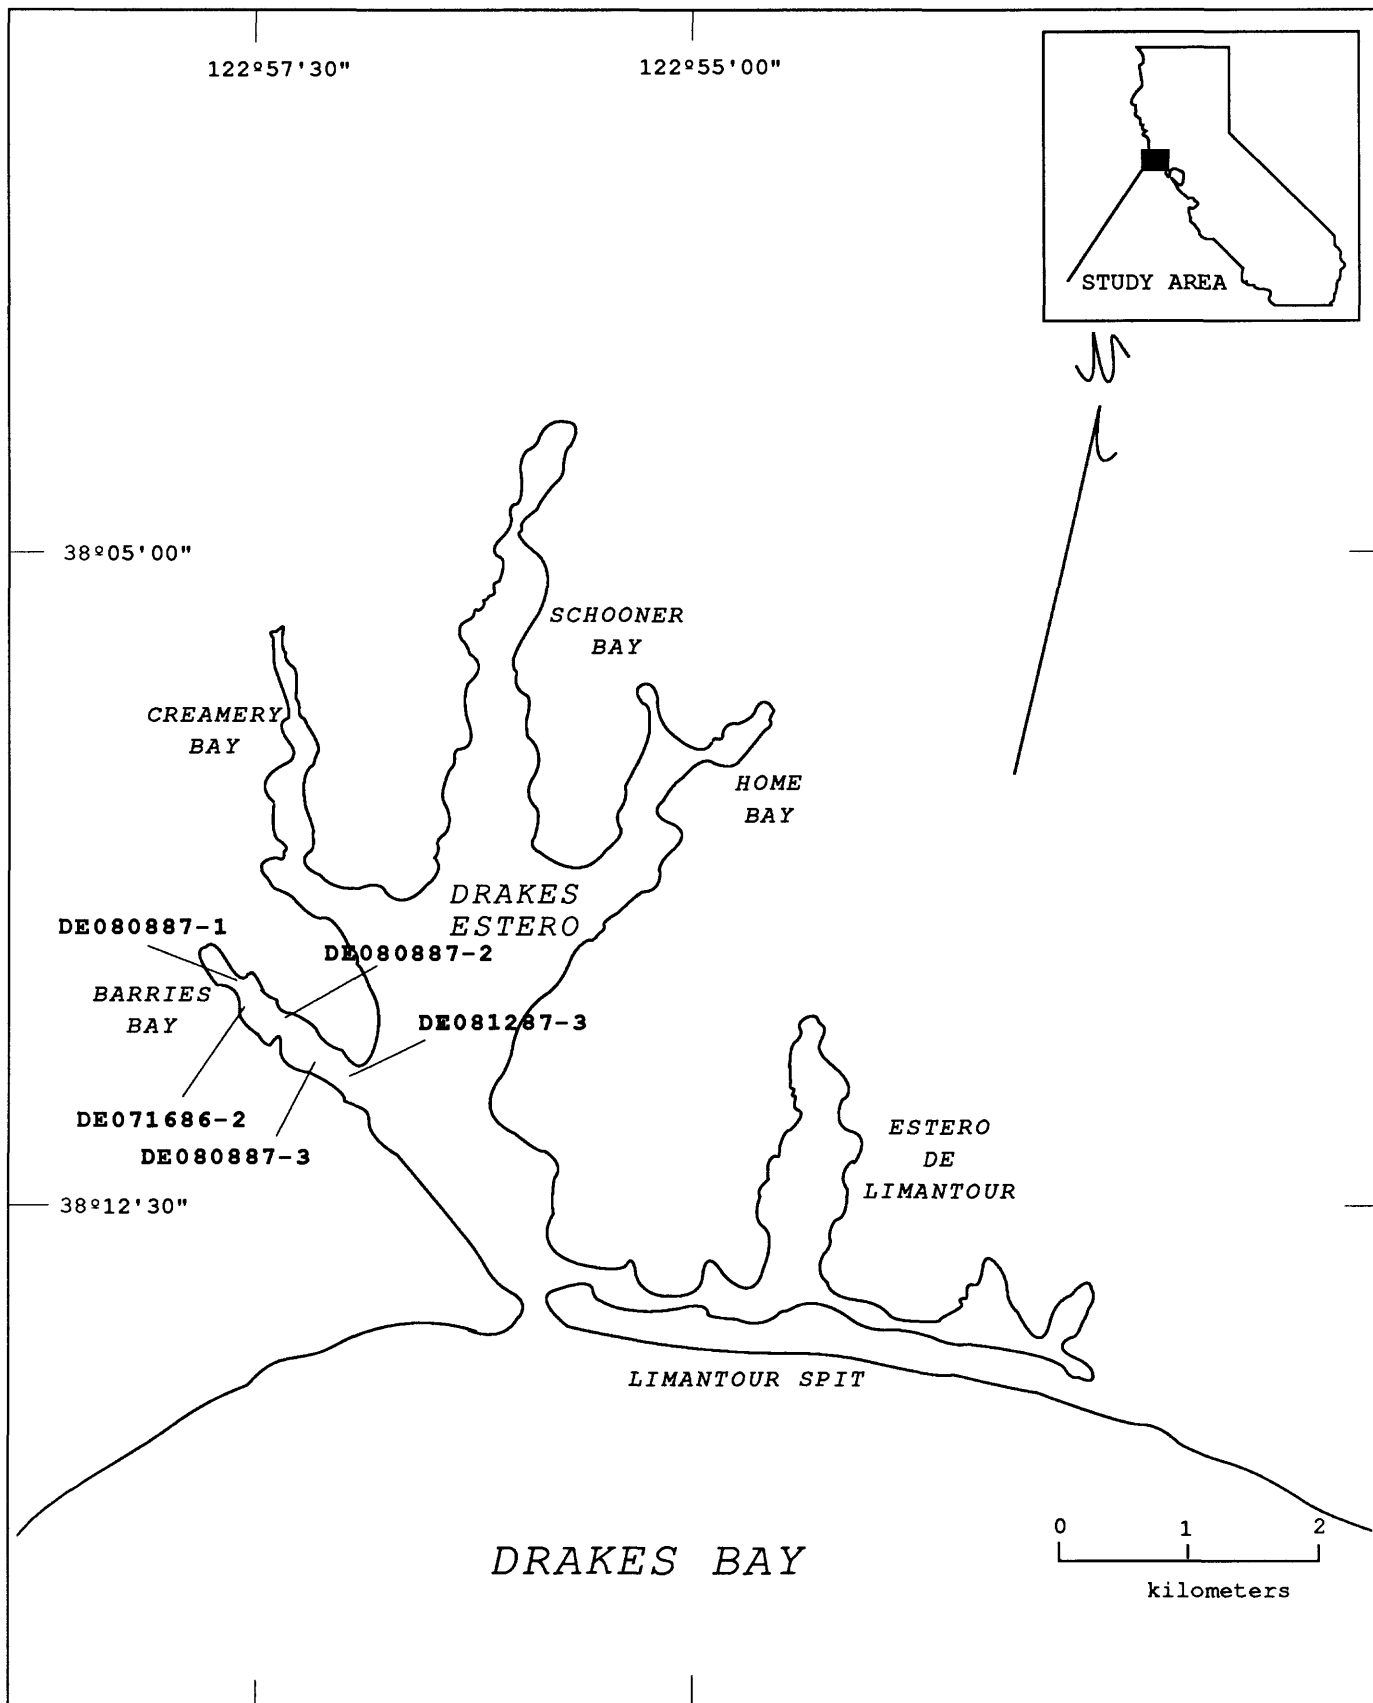 122º57'30"
122º55'00"
STUDY AREA
N
38º05'00"
SCHOONER
BAY
CREAMERY
BAY
HOME
BAY
DRAKES
ESTERO
DE080887-1
DE080887-2
BARRIES
BAY
DE081287-3
DE071686-2
DE080887-3
ESTERO
DE
LIMANTOUR
38º12'30"
LIMANTOUR SPIT
0 1 2
kilometers
DRAKES BAY